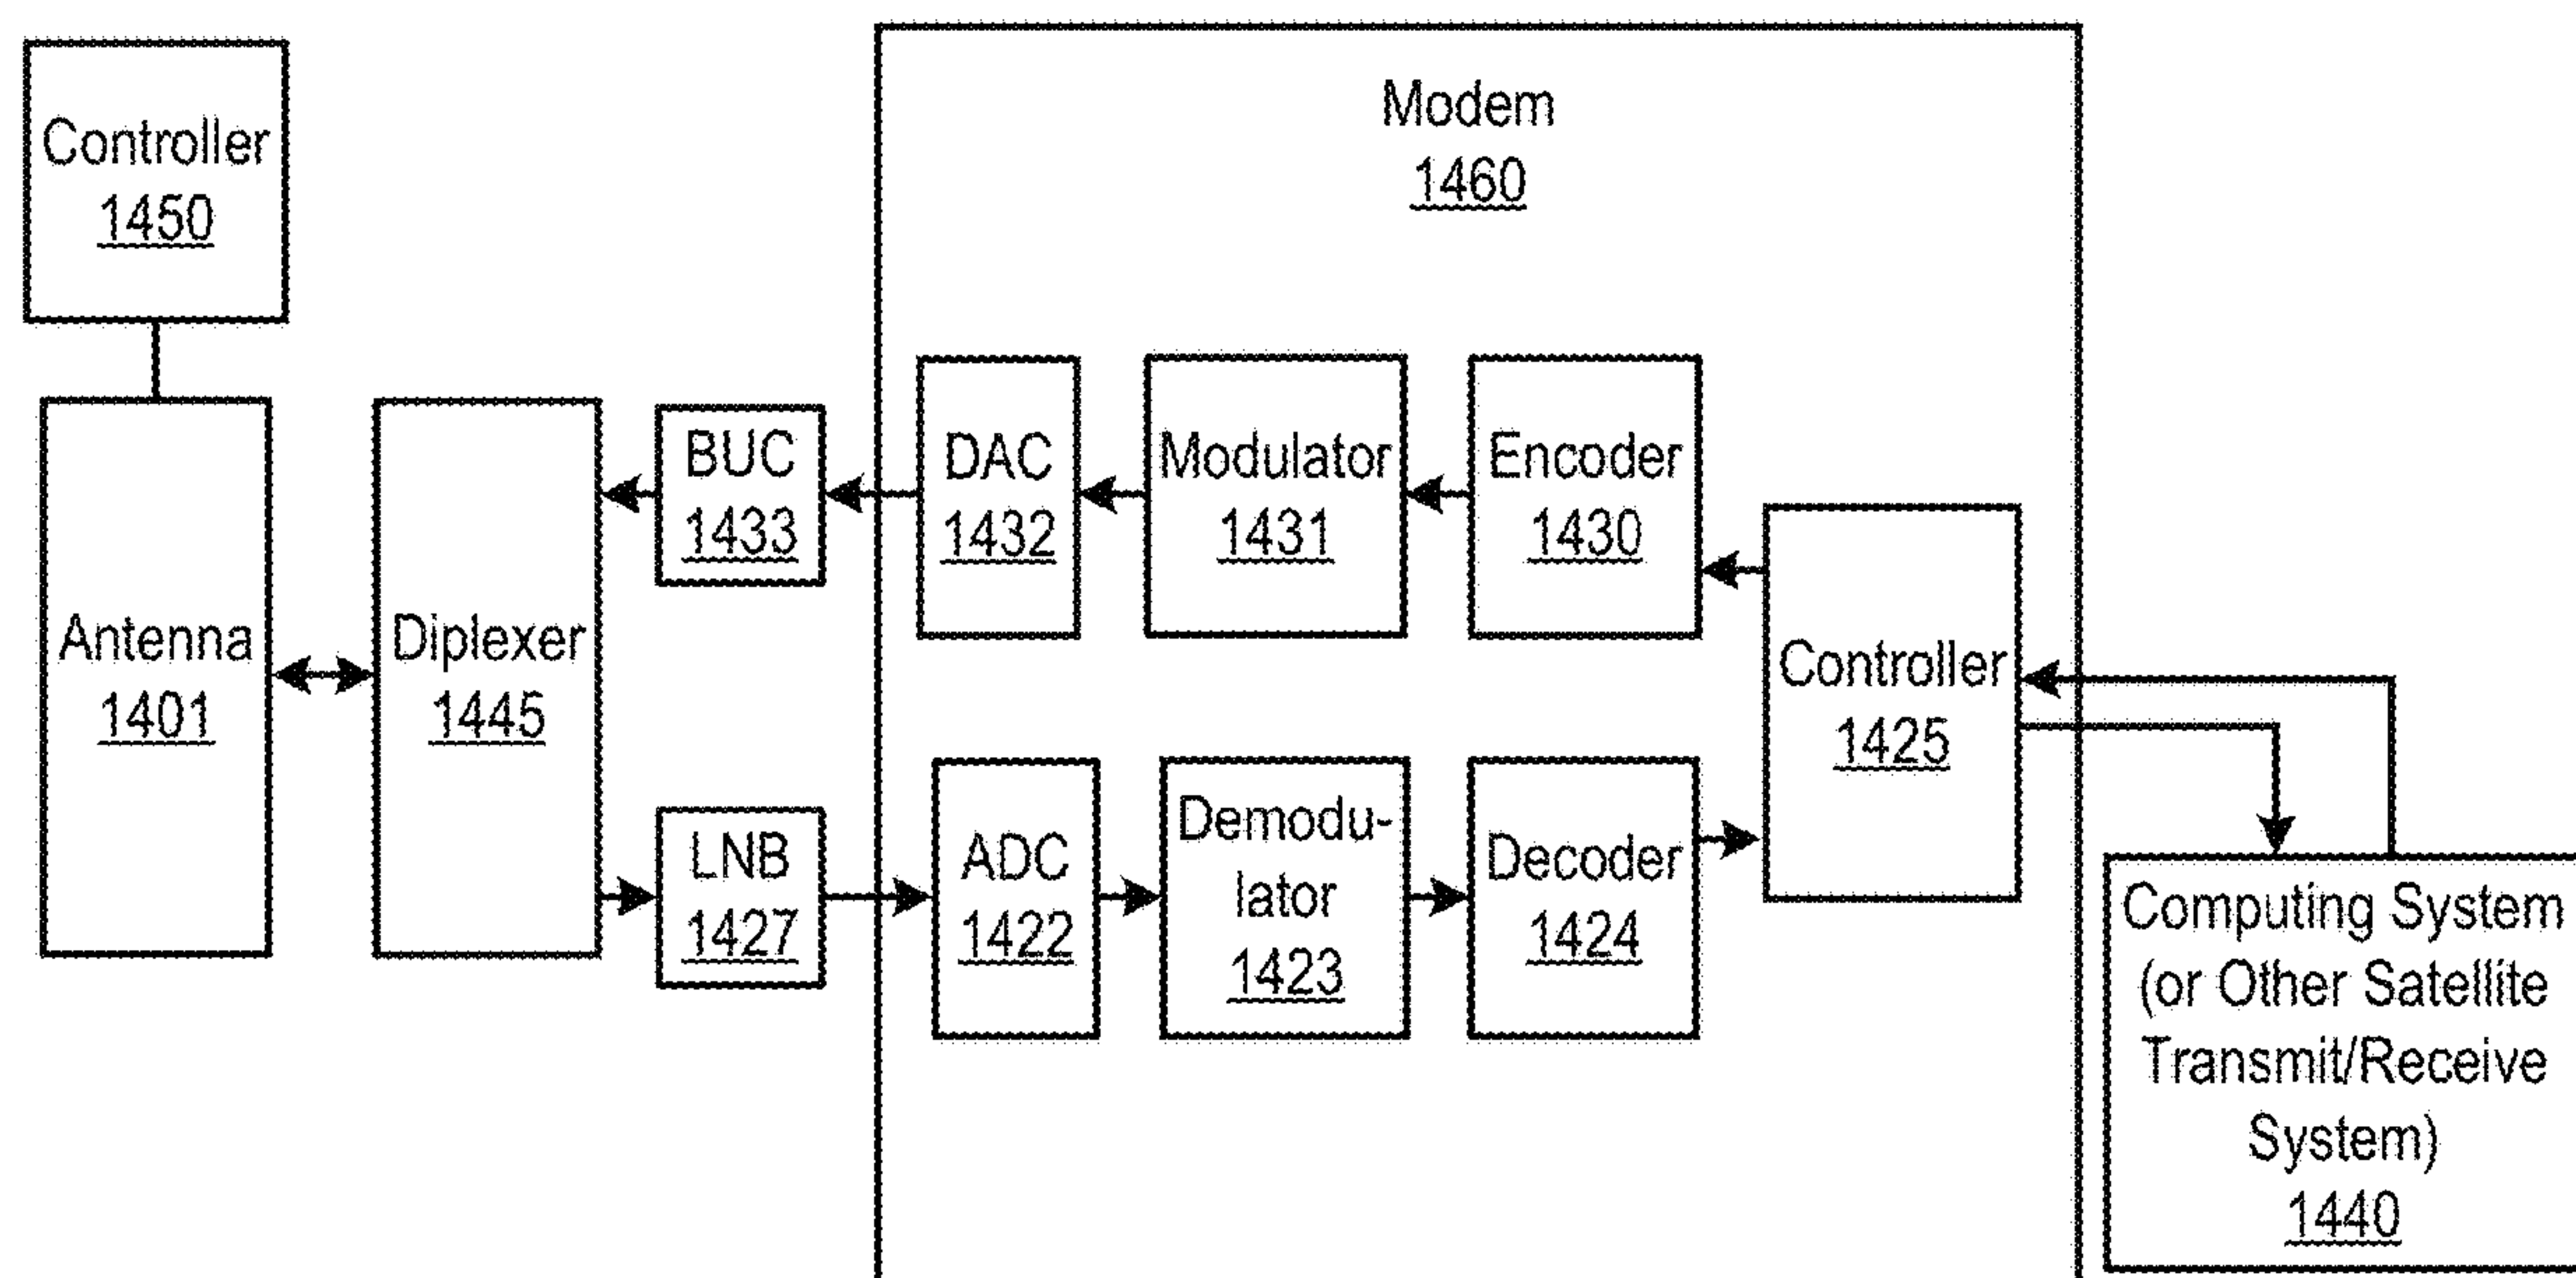 Modem
1460
Controller
1450
Antenna
1401
Diplexer
1445
BUC
1433
DAC
1432
Modulator
1431
Encoder
1430
Controller
1425
LNB
1427
ADC
1422
Demodu-
lator
1423
Decoder
1424
Computing System
(or Other Satellite
Transmit/Receive
System)
1440